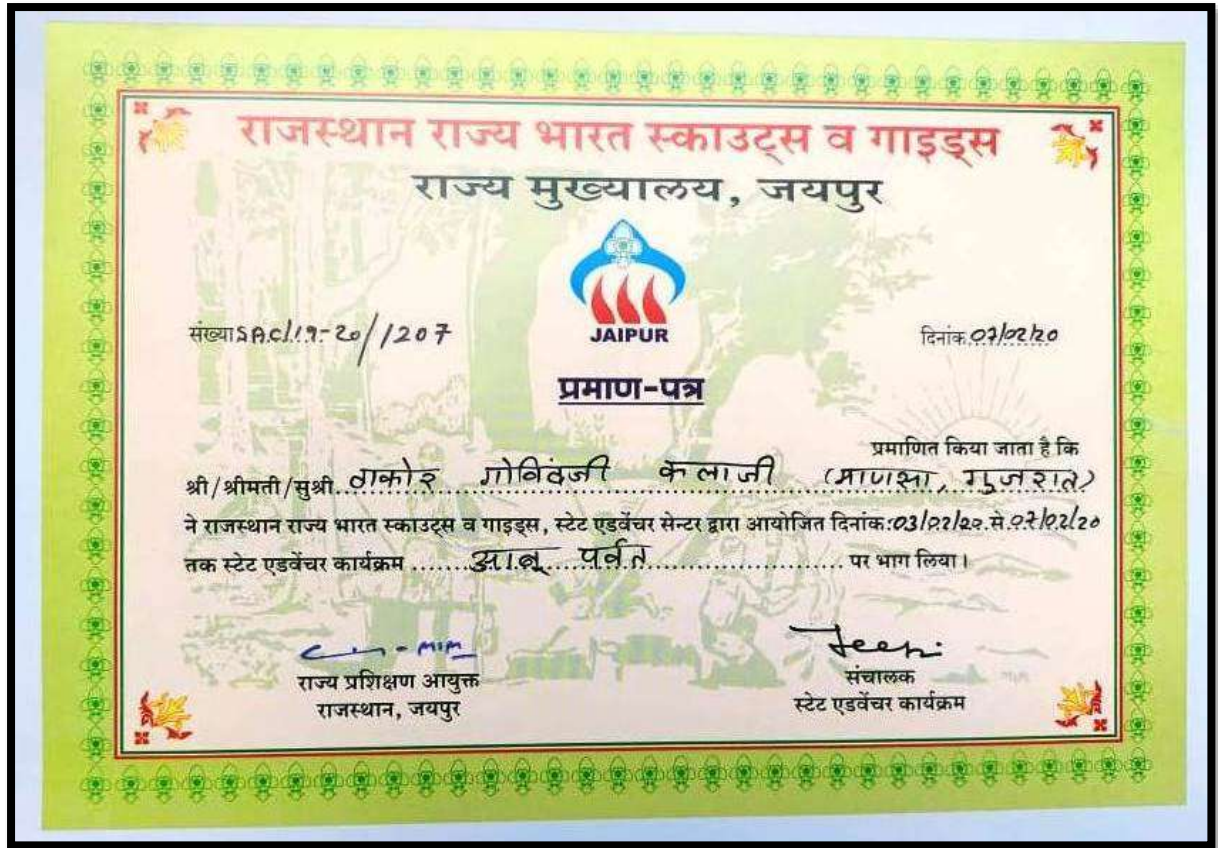 राजस्थान राज्य भारत स्काउट्स व गाइड्स
राज्य मुख्यालय, जयपुर
JAIPUR
संख्या SAC/19-20/1207 दिनांक 07/02/20
प्रमाण-पत्र
प्रमाणित किया जाता है कि
श्री/श्रीमती/सुश्री ठाकोर गोविंदजी कलाजी (माणसा, गुजरात)
ने राजस्थान राज्य भारत स्काउट्स व गाइड्स, स्टेट एडवेंचर सेन्टर द्वारा आयोजित दिनांक:03/02/20 से 07/02/20
तक स्टेट एडवेंचर कार्यक्रम ........आबू पर्वत........ पर भाग लिया।
राज्य प्रशिक्षण आयुक्त
राजस्थान, जयपुर
संचालक
स्टेट एडवेंचर कार्यक्रम